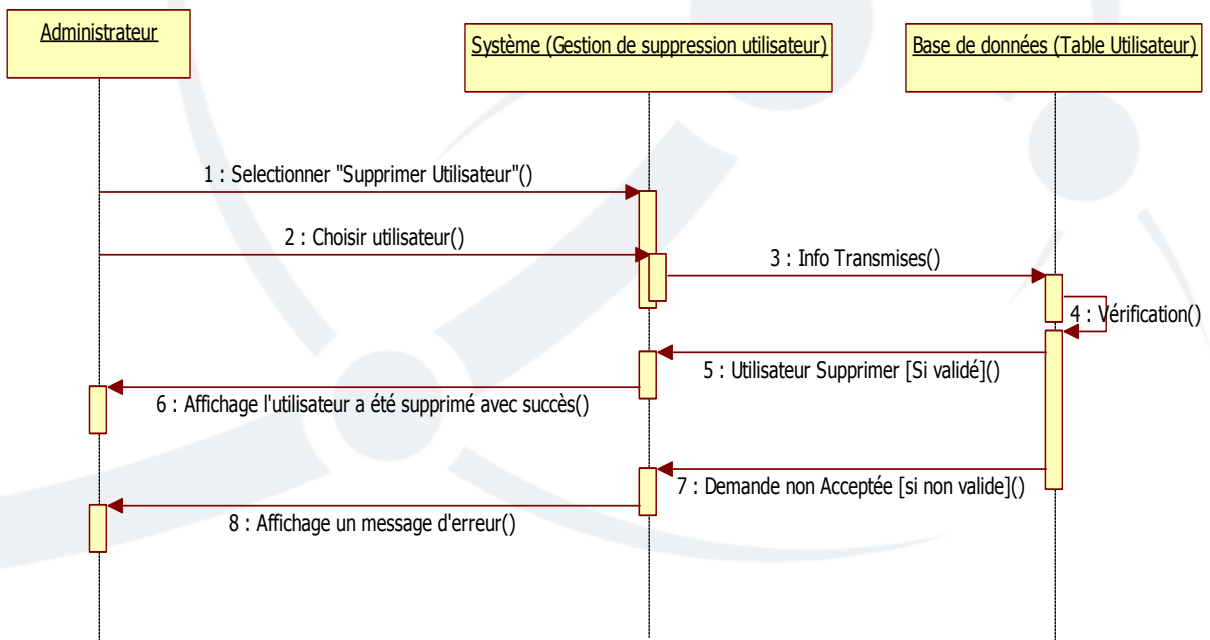 Administrateur
Système (Gestion de suppression utilisateur)
Base de données (Table Utilisateur)
1 : Selectionner "Supprimer Utilisateur"()
2 : Choisir utilisateur()
3 : Info Transmises()
4 : Vérification()
5 : Utilisateur Supprimer [Si validé]()
6 : Affichage l'utilisateur a été supprimé avec succès()
7 : Demande non Acceptée [si non valide]()
8 : Affichage un message d'erreur()